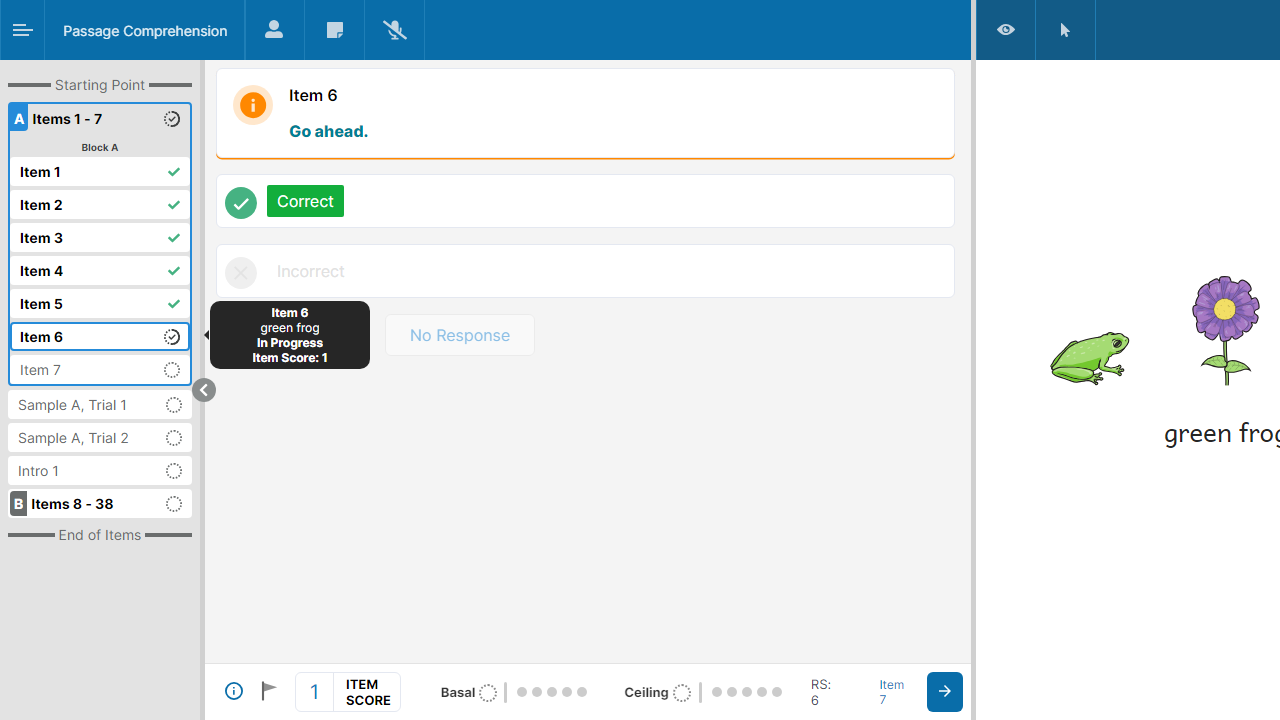 Passage Comprehension
Starting Point
A Items 1 - 7
Block A
Item 1
Item 2
Item 3
Item 4
Item 5
Item 6
Item 7
Sample A, Trial 1
Sample A, Trial 2
Intro 1
B Items 8 - 38
End of Items
Item 6
Go ahead.
Correct
Incorrect
Item 6
green frog
In Progress
Item Score: 1
No Response
1 ITEM
SCORE
Basal
Ceiling
RS:
6
Item
7
green frog